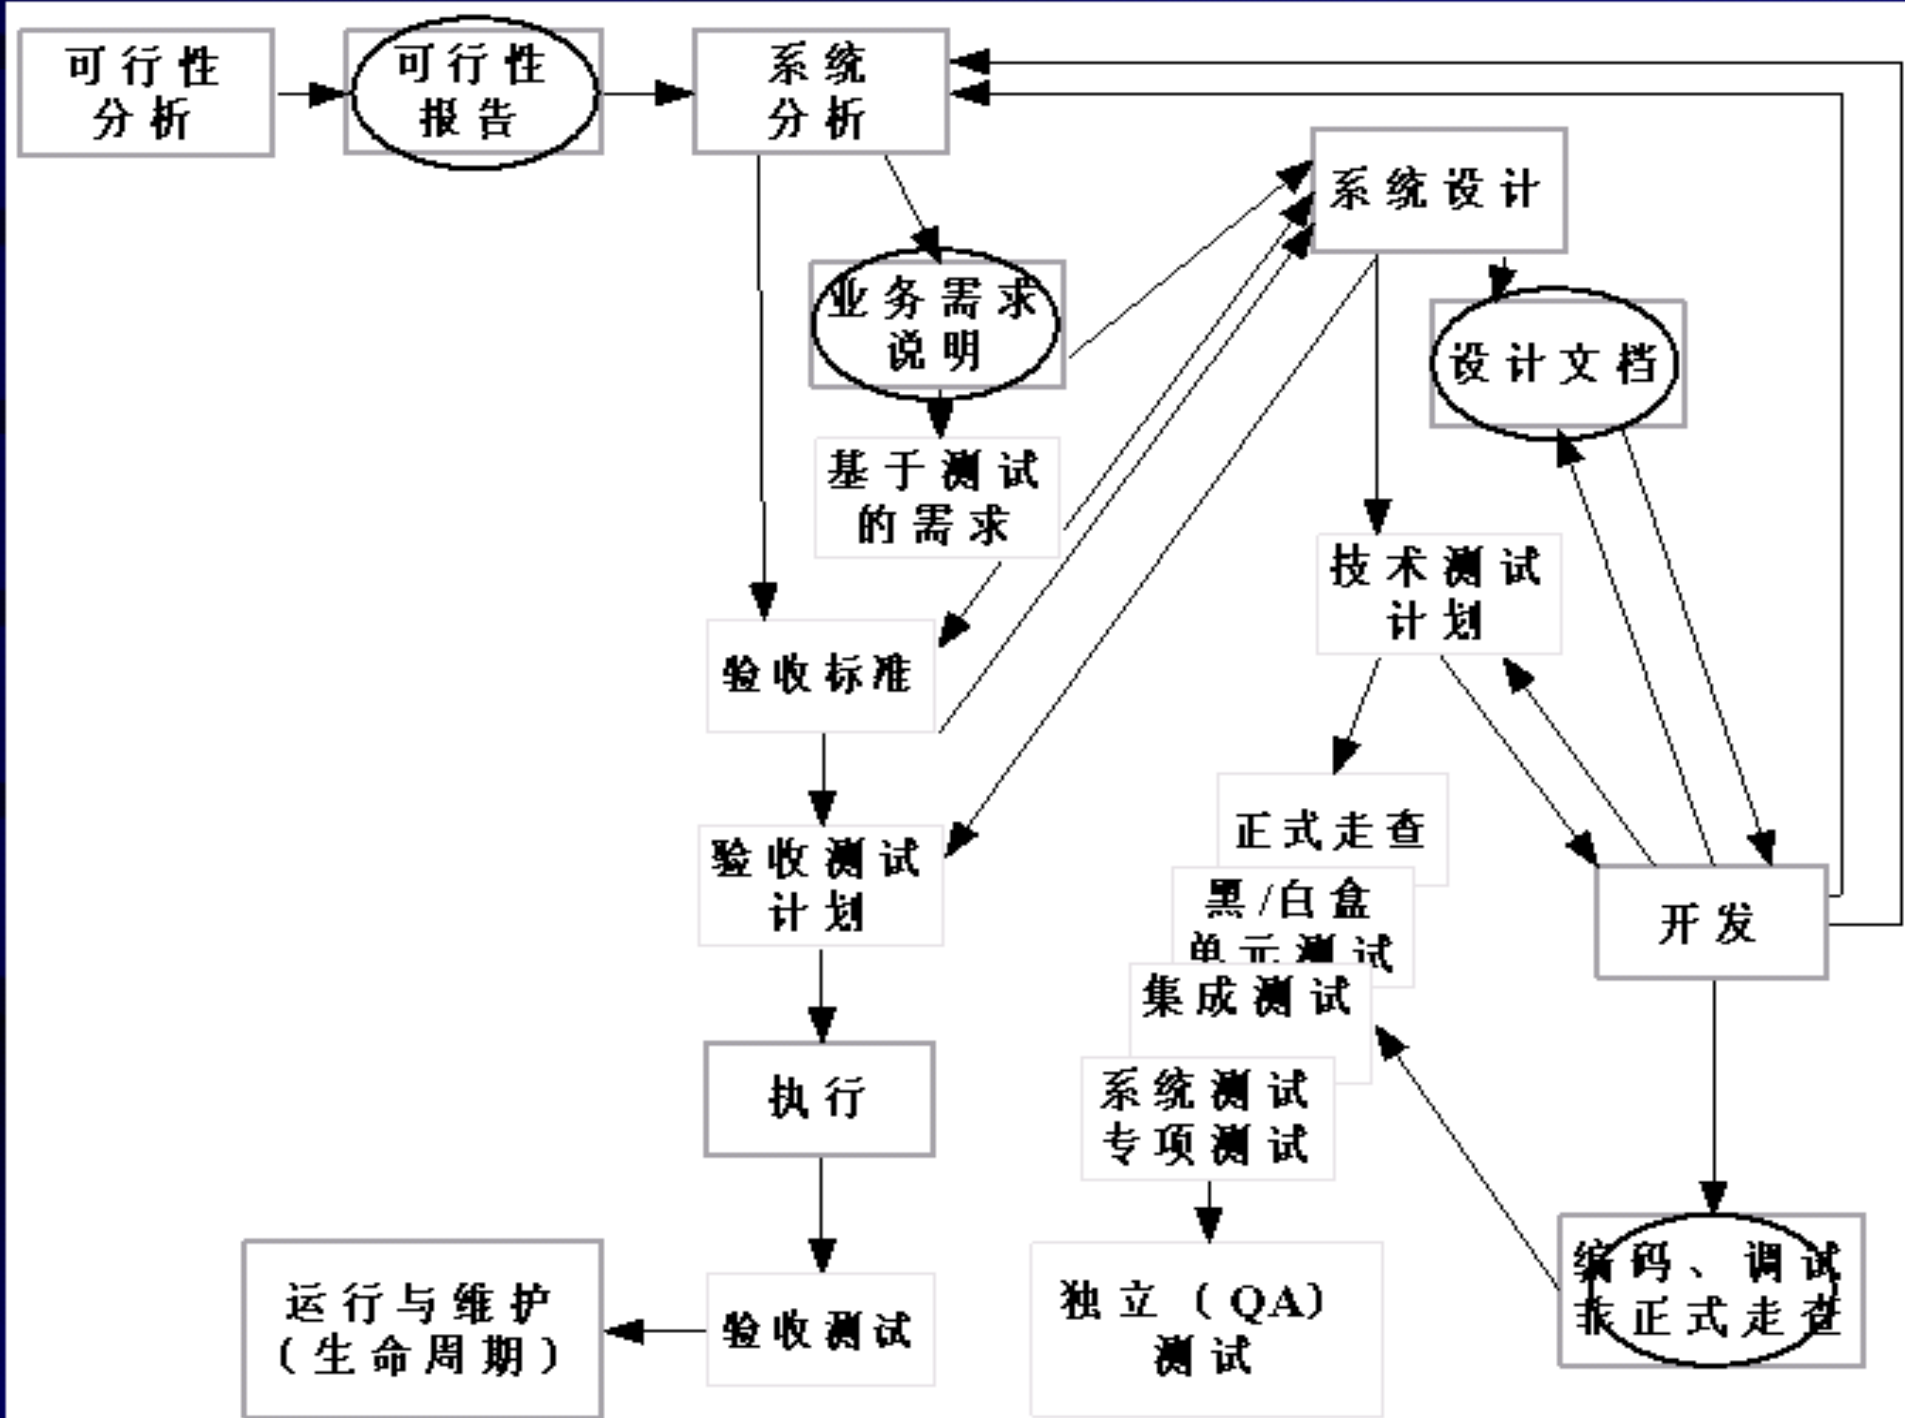 可行性
分析
可行性
报告
系统
分析
系统设计
业务需求
说明
设计文档
基于测试
的需求
技术测试
计划
验收标准
正式走查
验收测试
计划
黑/白盒
单元测试
开发
集成测试
执行
系统测试
专项测试
编码、调试
非正式走查
运行与维护
（生命周期）
验收测试
独立（QA）
测试